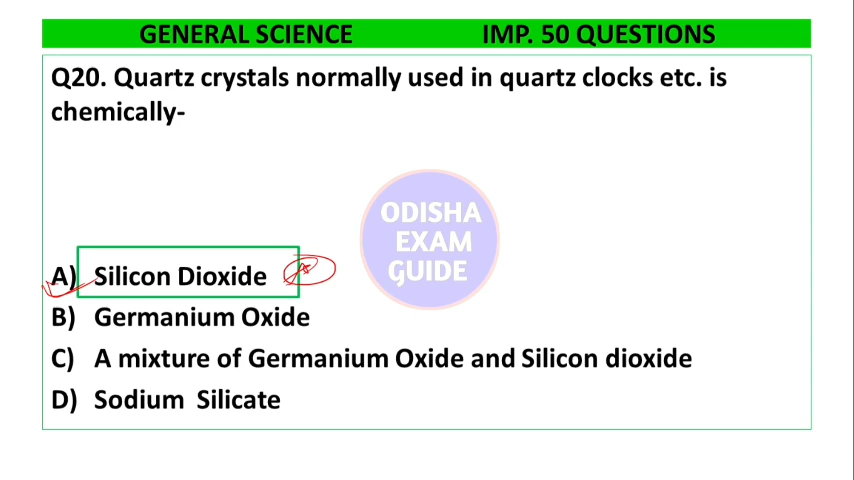 GENERAL SCIENCE IMP. 50 QUESTIONS
Q20. Quartz crystals normally used in quartz clocks etc. is
chemically-
ODISHA
EXAM
GUIDE
A) Silicon Dioxide
B) Germanium Oxide
C) A mixture of Germanium Oxide and Silicon dioxide
D) Sodium Silicate